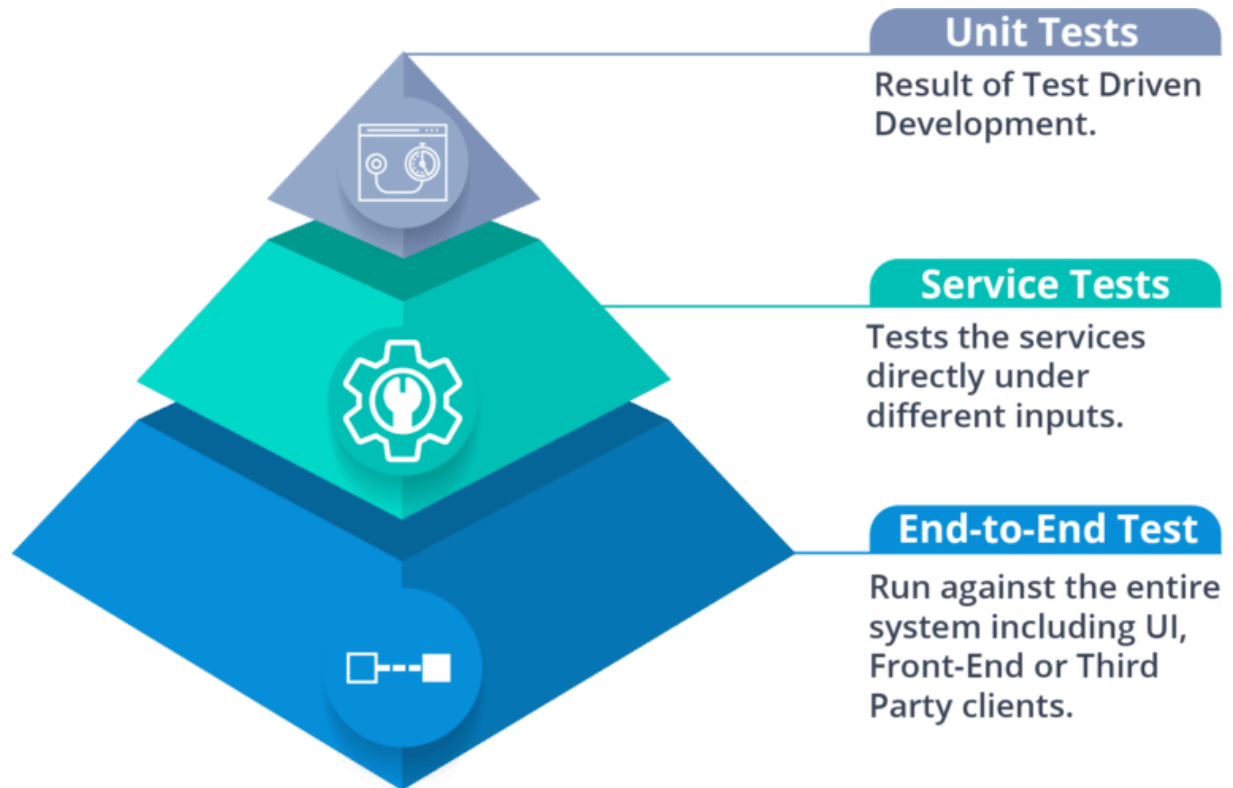 Unit Tests
Result of Test Driven
Development.
Service Tests
Tests the services
directly under
different inputs.
End-to-End Test
Run against the entire
system including UI,
Front-End or Third
Party clients.